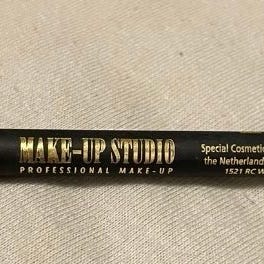 MAKE-UP STUDIO
PROFESSIONAL MAKE-UP
Special Cosmetic
the Netherland
1521 RC W